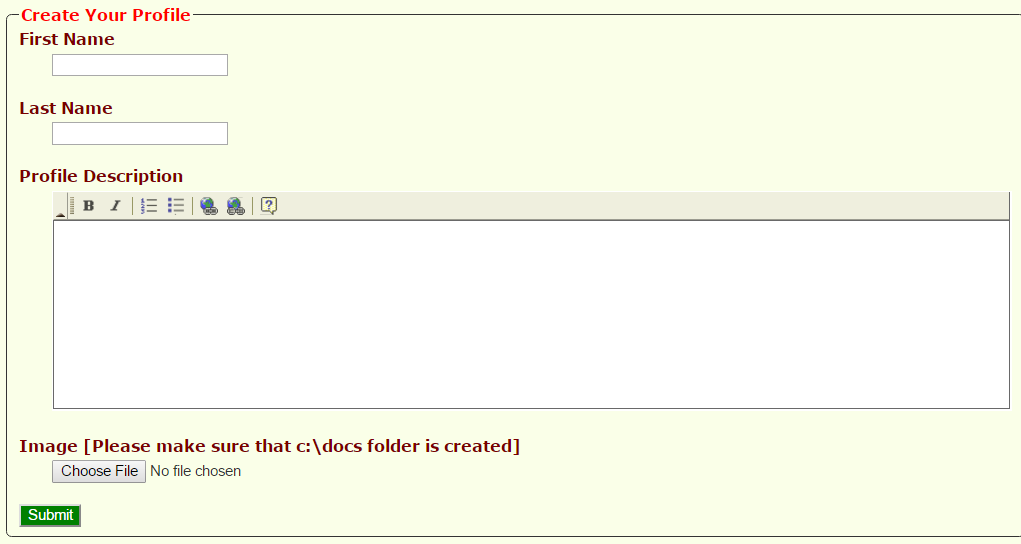 Create Your Profile
First Name
Last Name
Profile Description
B I
Image [Please make sure that c:\docs folder is created]
Choose File No file chosen
Submit